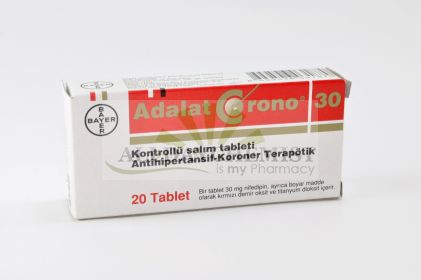 Adalat Crono® 30
BAYER
BAYER
Kontrollü salım tableti
Antihipertansif-Koroner Terapötik
is my Pharmacy
20 Tablet
Bir tablet 30 mg nifedipin, ayrıca boyar madde
olarak kırmızı demir oksit ve titanyum dioksit içerir.